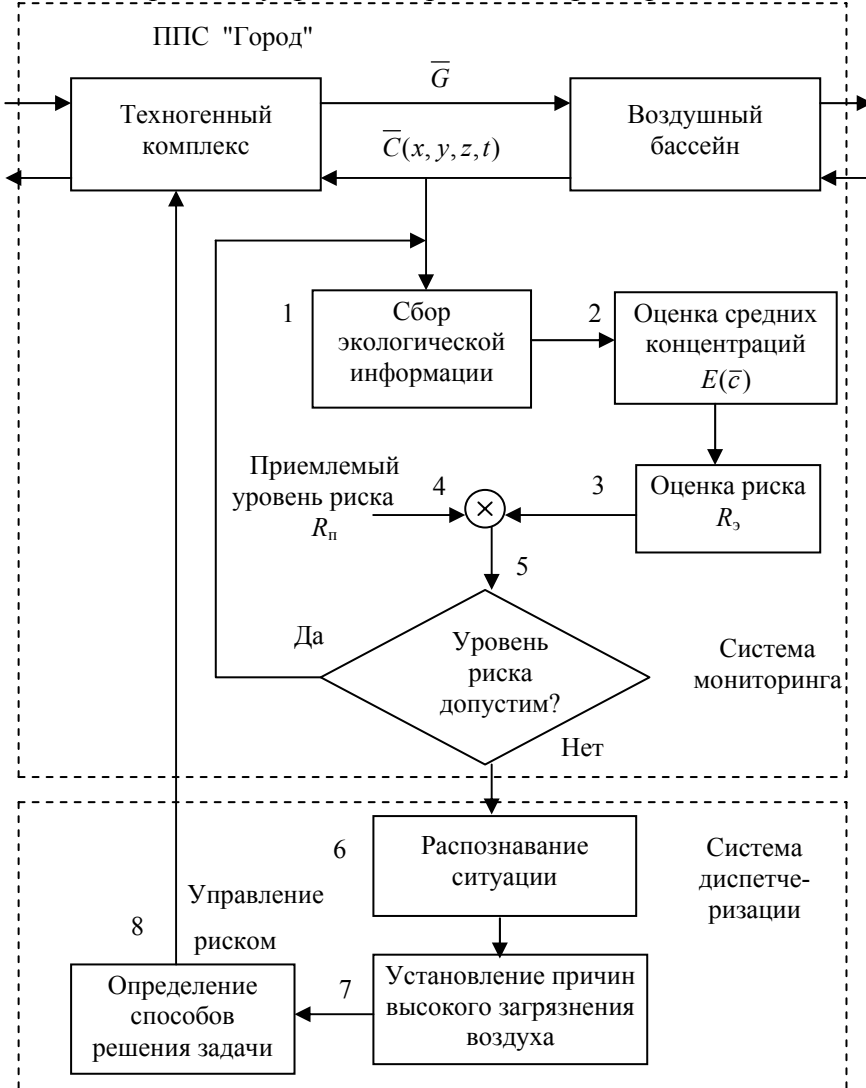 ППС "Город"
Техногенный
комплекс
G̅
C̅(x, y, z, t)
Воздушный
бассейн
1
Сбор
экологической
информации
2
Оценка средних
концентраций
E(c̅)
Приемлемый
уровень риска
Rп
4
×
3
Оценка риска
Rэ
5
Да
Уровень
риска
допустим?
Нет
Система
мониторинга
6
Распознавание
ситуации
Система
диспетче-
ризации
Управление
риском
8
Определение
способов
решения задачи
7
Установление причин
высокого загрязнения
воздуха